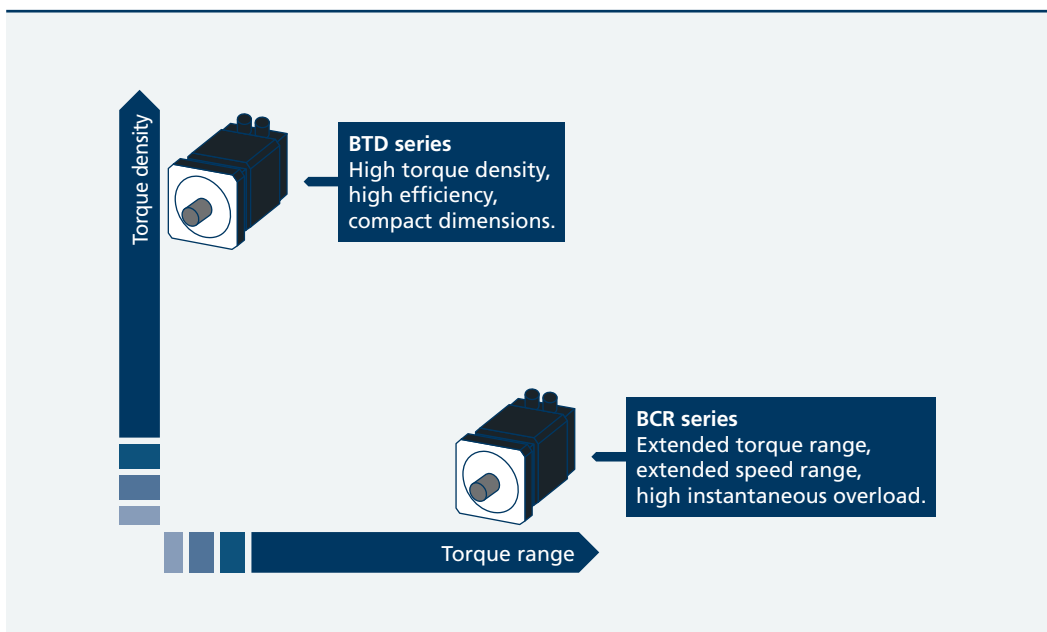 Torque density
BTD series
High torque density,
high efficiency,
compact dimensions.
BCR series
Extended torque range,
extended speed range,
high instantaneous overload.
Torque range